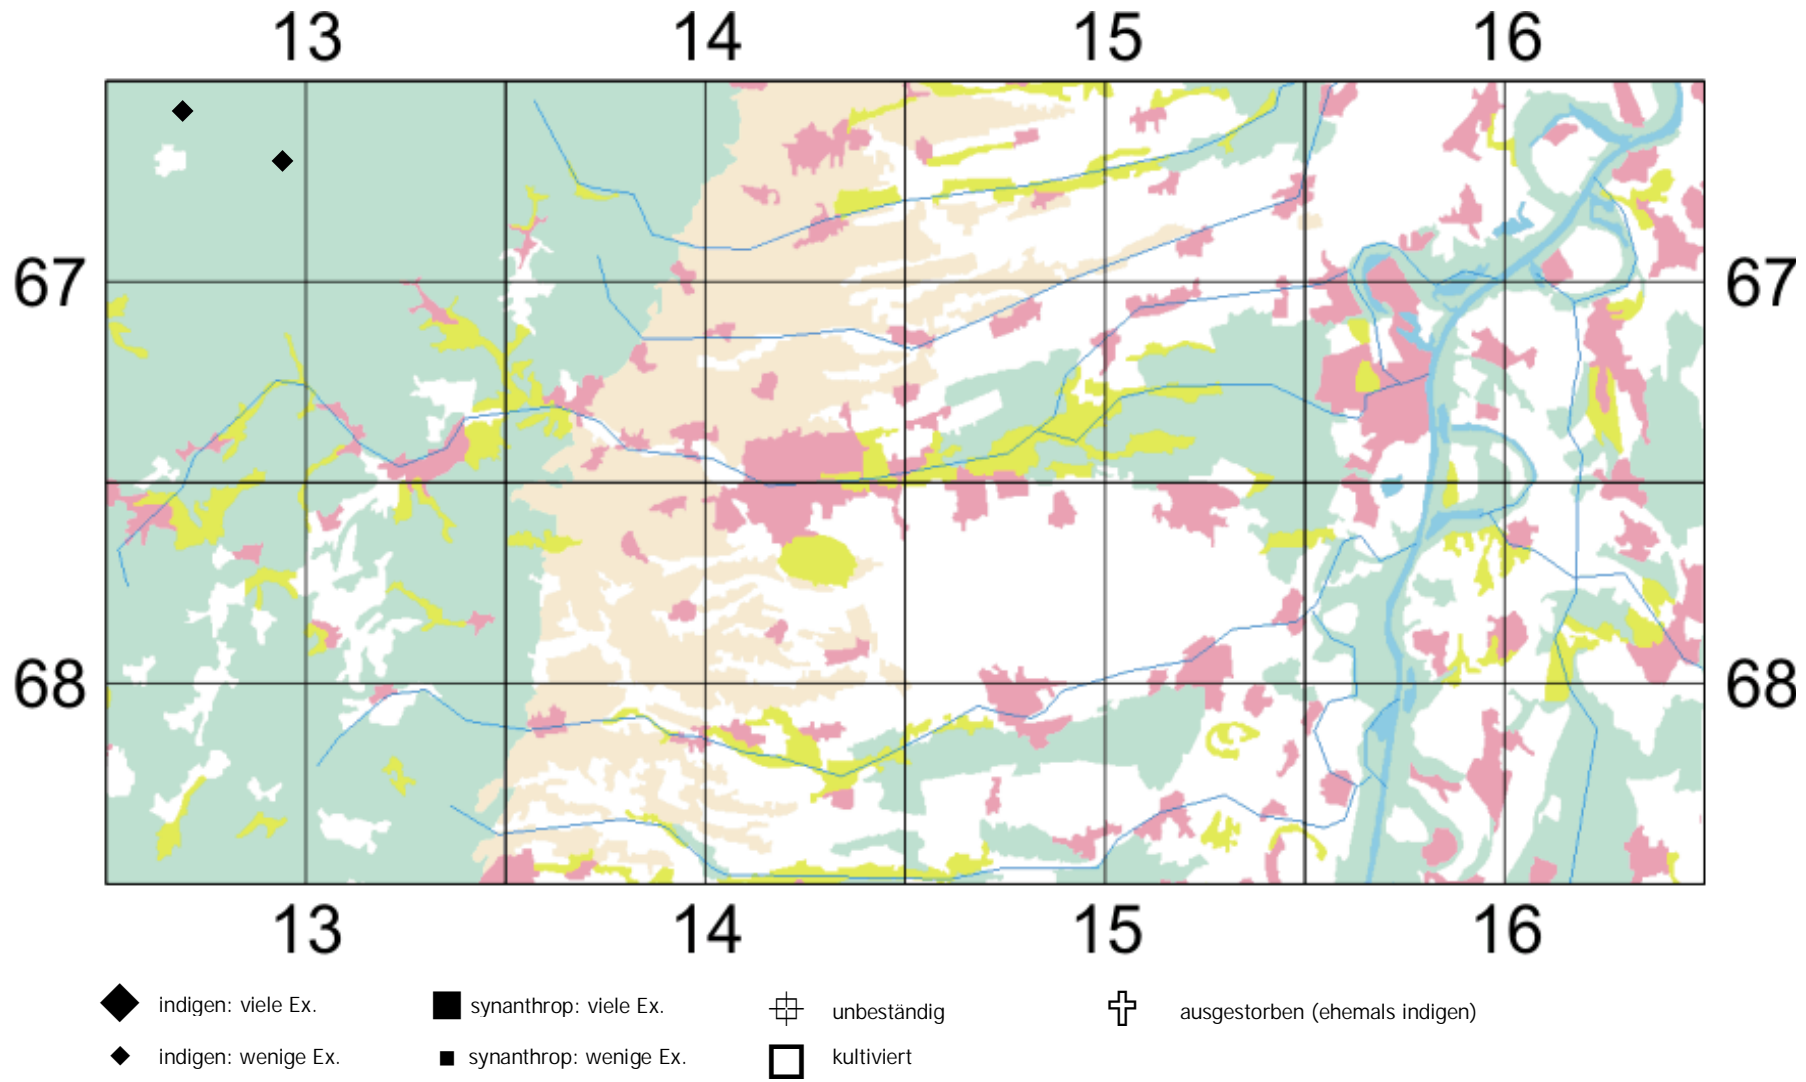 13 14 15 16
67 67
68 68
13 14 15 16
indigen: viele Ex. synanthrop: viele Ex. unbeständig ausgestorben (ehemals indigen)
indigen: wenige Ex. synanthrop: wenige Ex. kultiviert